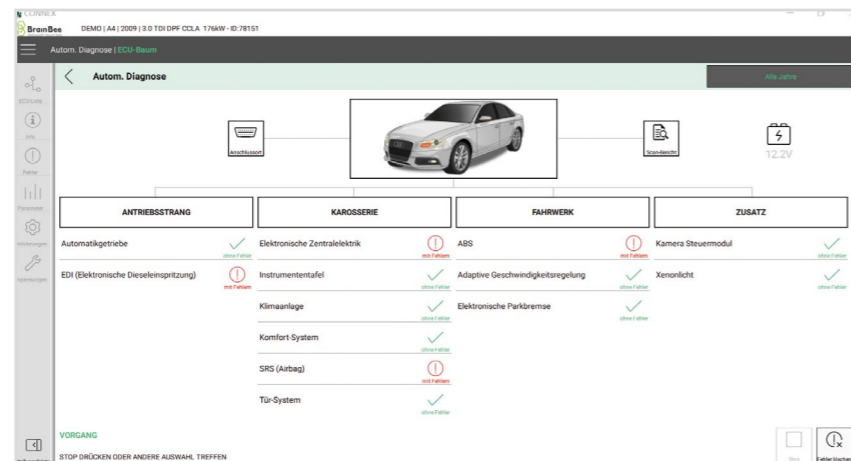 CONNEX
BrainBee
DEMO | A4 | 2009 | 3.0 TDI DPF CCLA 176kW - ID:78151
Autom. Diagnose | ECU-Baum
Autom. Diagnose
Alle Jahre
ECU-Liste
Info
Fehler
Parameter
Anschlussort
Scan-Bericht
12.2V
ANTRIEBSSTRANG
KAROSSERIE
FAHRWERK
ZUSATZ
Automatikgetriebe
ohne Fehler
EDI (Elektronische Dieseleinspritzung)
mit Fehlern
Elektronische Zentralelektrik
mit Fehlern
Instrumententafel
ohne Fehler
Klimaanlage
ohne Fehler
Komfort-System
ohne Fehler
SRS (Airbag)
mit Fehlern
Tür-System
ohne Fehler
ABS
mit Fehlern
Adaptive Geschwindigkeitsregelung
ohne Fehler
Elektronische Parkbremse
ohne Fehler
Kamera Steuermodul
ohne Fehler
Xenonlicht
ohne Fehler
VORGANG
STOP DRÜCKEN ODER ANDERE AUSWAHL TREFFEN
Stop
Fehler löschen